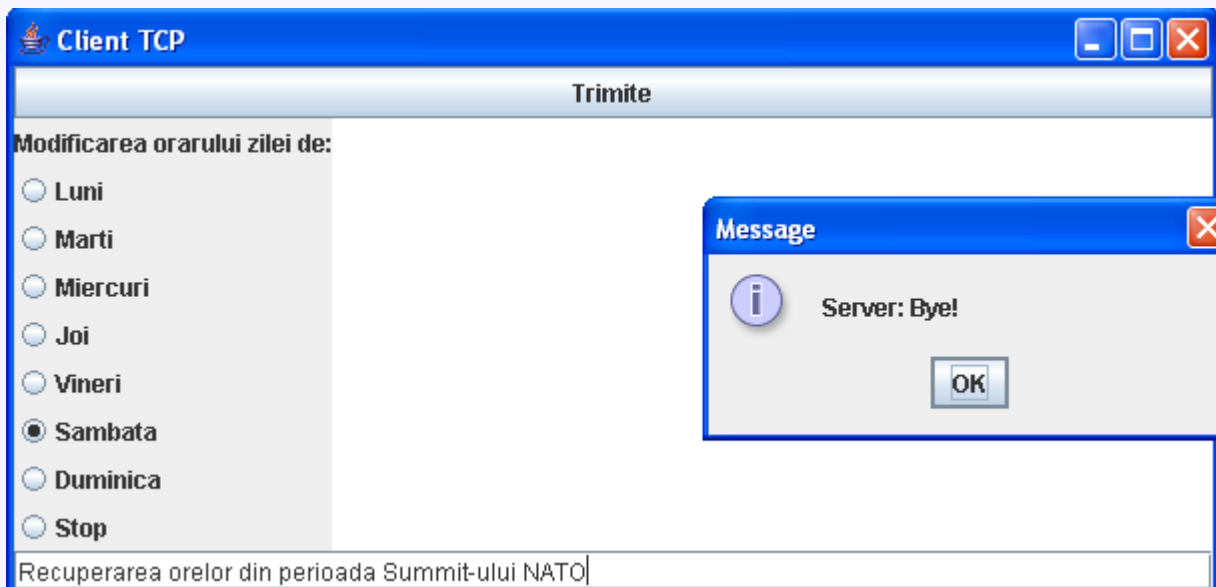 Client TCP
Trimite
Modificarea orarului zilei de:
Luni
Marti
Miercuri
Joi
Vineri
Sambata
Duminica
Stop
Recuperarea orelor din perioada Summit-ului NATO
Message
Server: Bye!
OK